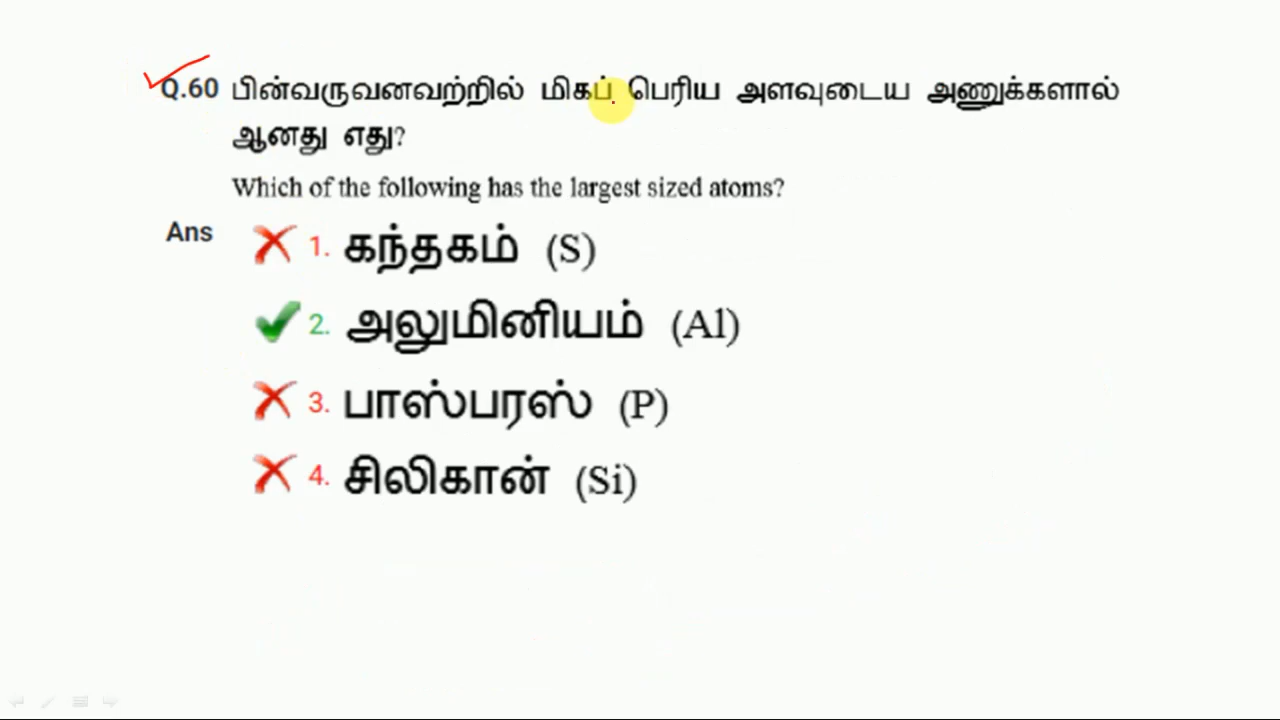 Q.60 பின்வருவனவற்றில் மிகப் பெரிய அளவுடைய அணுக்களால்
ஆனது எது?
Which of the following has the largest sized atoms?
Ans
1. கந்தகம் (S)
2. அலுமினியம் (Al)
3. பாஸ்பரஸ் (P)
4. சிலிகான் (Si)